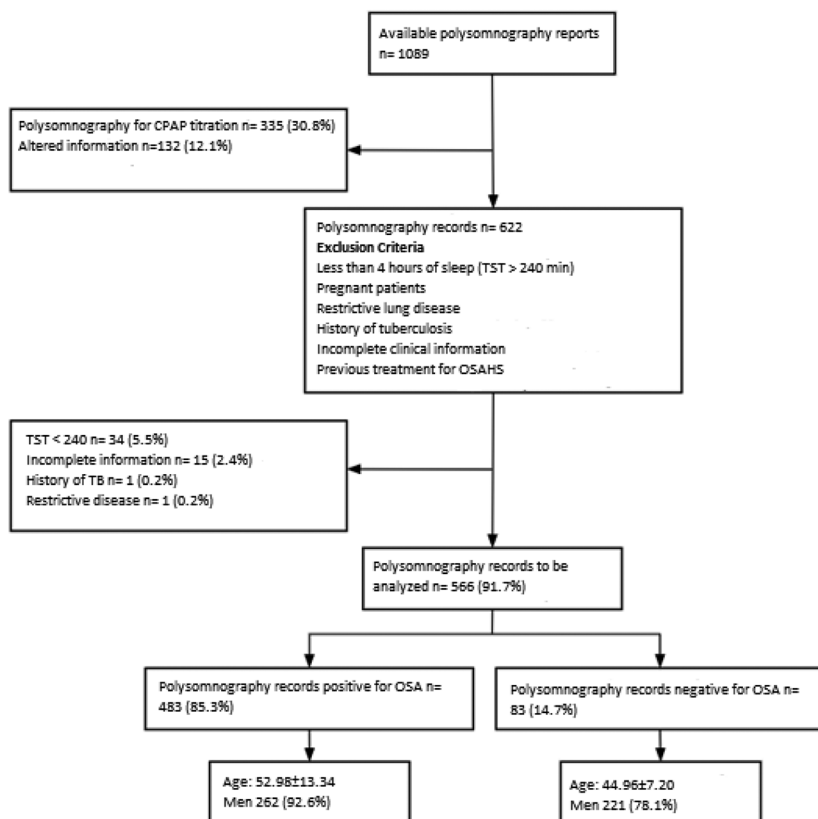 Available polysomnography reports
n= 1089
Polysomnography for CPAP titration n= 335 (30.8%)
Altered information n=132 (12.1%)
Polysomnography records n= 622
Exclusion Criteria
Less than 4 hours of sleep (TST > 240 min)
Pregnant patients
Restrictive lung disease
History of tuberculosis
Incomplete clinical information
Previous treatment for OSAHS
TST < 240 n= 34 (5.5%)
Incomplete information n= 15 (2.4%)
History of TB n= 1 (0.2%)
Restrictive disease n= 1 (0.2%)
Polysomnography records to be
analyzed n= 566 (91.7%)
Polysomnography records positive for OSA n=
483 (85.3%)
Polysomnography records negative for OSA n=
83 (14.7%)
Age: 52.98±13.34
Men 262 (92.6%)
Age: 44.96±7.20
Men 221 (78.1%)